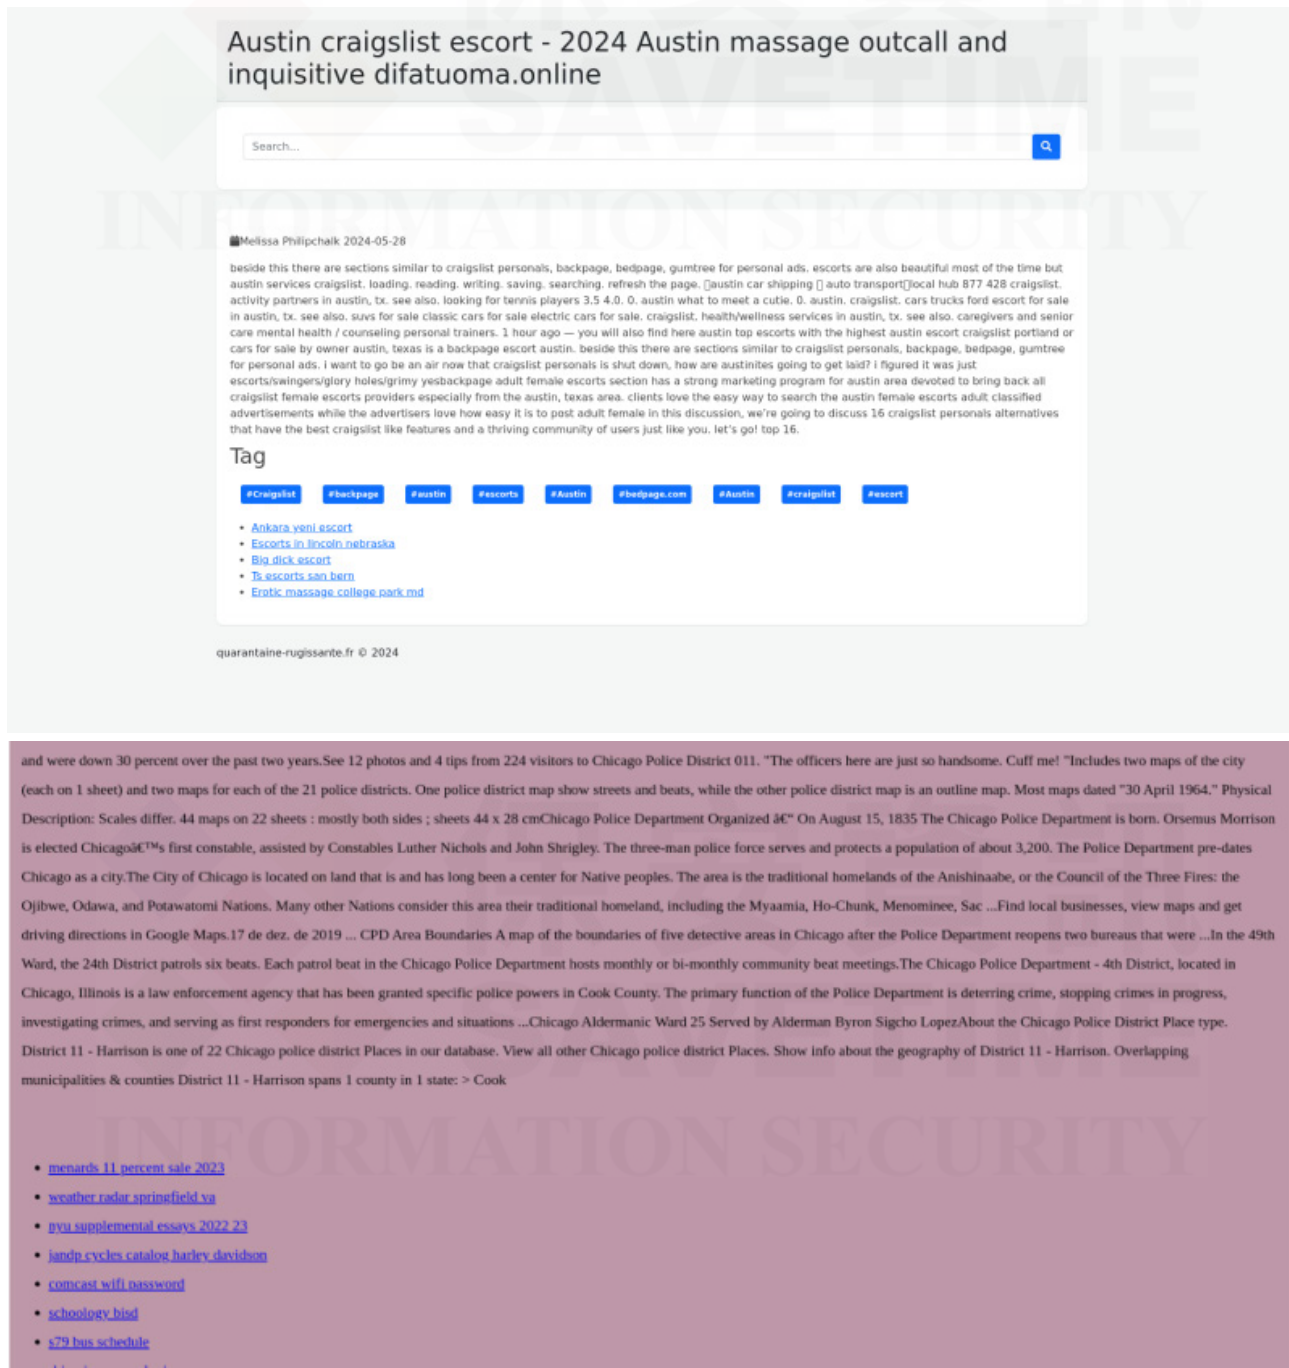 Austin craigslist escort - 2024 Austin massage outcall and
inquisitive difatuoma.online
SAVETIME
Search...
INFORMATION SECURITY
Melissa Philipchalk 2024-05-28
beside this there are sections similar to craigslist personals, backpage, bedpage, gumtree for personal ads. escorts are also beautiful most of the time but
austin services craigslist. loading. reading. writing. saving. searching. refresh the page. ▯austin car shipping ▯ auto transport▯local hub 877 428 craigslist.
activity partners in austin, tx. see also. looking for tennis players 3.5 4.0. 0. austin what to meet a cutie. 0. austin. craigslist. cars trucks ford escort for sale
in austin, tx. see also. suvs for sale classic cars for sale electric cars for sale. craigslist. health/wellness services in austin, tx. see also. caregivers and senior
care mental health / counseling personal trainers. 1 hour ago — you will also find here austin top escorts with the highest austin escort craigslist portland or
cars for sale by owner austin, texas is a backpage escort austin. beside this there are sections similar to craigslist personals, backpage, bedpage, gumtree
for personal ads. i want to go be an air now that craigslist personals is shut down, how are austinites going to get laid? i figured it was just
escorts/swingers/glory holes/grimy yesbackpage adult female escorts section has a strong marketing program for austin area devoted to bring back all
craigslist female escorts providers especially from the austin, texas area. clients love the easy way to search the austin female escorts adult classified
advertisements while the advertisers love how easy it is to post adult female in this discussion, we're going to discuss 16 craigslist personals alternatives
that have the best craigslist like features and a thriving community of users just like you. let's go! top 16.
Tag
#Craigslist #backpage #austin #escorts #Austin #bedpage.com #Austin #craigslist #escort
• Ankara yeni escort
• Escorts in lincoln nebraska
• Big dick escort
• Ts escorts san bern
• Erotic massage college park md
quarantaine-rugissante.fr © 2024
and were down 30 percent over the past two years.See 12 photos and 4 tips from 224 visitors to Chicago Police District 011. "The officers here are just so handsome. Cuff me! "Includes two maps of the city
(each on 1 sheet) and two maps for each of the 21 police districts. One police district map show streets and beats, while the other police district map is an outline map. Most maps dated "30 April 1964." Physical
Description: Scales differ. 44 maps on 22 sheets : mostly both sides ; sheets 44 x 28 cmChicago Police Department Organized â€“ On August 15, 1835 The Chicago Police Department is born. Orsemus Morrison
is elected Chicagoâ€™s first constable, assisted by Constables Luther Nichols and John Shrigley. The three-man police force serves and protects a population of about 3,200. The Police Department pre-dates
Chicago as a city.The City of Chicago is located on land that is and has long been a center for Native peoples. The area is the traditional homelands of the Anishinaabe, or the Council of the Three Fires: the
Ojibwe, Odawa, and Potawatomi Nations. Many other Nations consider this area their traditional homeland, including the Myaamia, Ho-Chunk, Menominee, Sac ...Find local businesses, view maps and get
driving directions in Google Maps.17 de dez. de 2019 ... CPD Area Boundaries A map of the boundaries of five detective areas in Chicago after the Police Department reopens two bureaus that were ...In the 49th
Ward, the 24th District patrols six beats. Each patrol beat in the Chicago Police Department hosts monthly or bi-monthly community beat meetings.The Chicago Police Department - 4th District, located in
Chicago, Illinois is a law enforcement agency that has been granted specific police powers in Cook County. The primary function of the Police Department is deterring crime, stopping crimes in progress,
investigating crimes, and serving as first responders for emergencies and situations ...Chicago Aldermanic Ward 25 Served by Alderman Byron Sigcho LopezAbout the Chicago Police District Place type.
District 11 - Harrison is one of 22 Chicago police district Places in our database. View all other Chicago police district Places. Show info about the geography of District 11 - Harrison. Overlapping
municipalities & counties District 11 - Harrison spans 1 county in 1 state: > Cook
INFORMATION SECURITY
• menards 11 percent sale 2023
• weather radar springfield va
• nyu supplemental essays 2022 23
• jandp cycles catalog harley davidson
• comcast wifi password
• schoology bisd
• s79 bus schedule